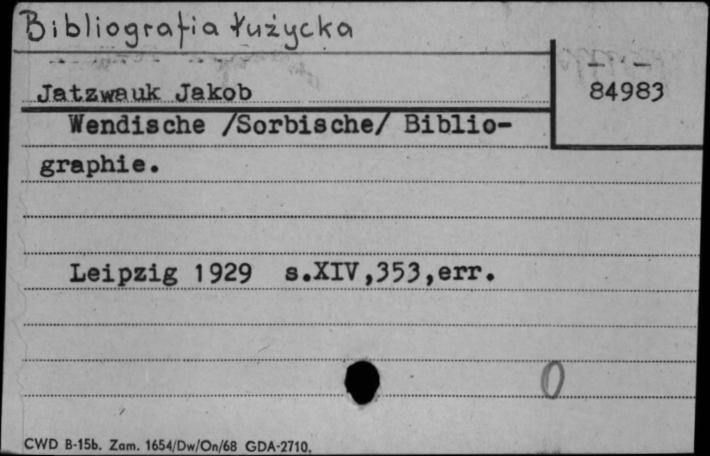 Bibliografia łużycka
Jatzwauk Jakob
84983
Wendische /Sorbische/ Biblio-
graphie.
Leipzig 1929 s.XIV,353,err.
0
CWD B-15b. Zam. 1654/Dw/On/68 GDA-2710.